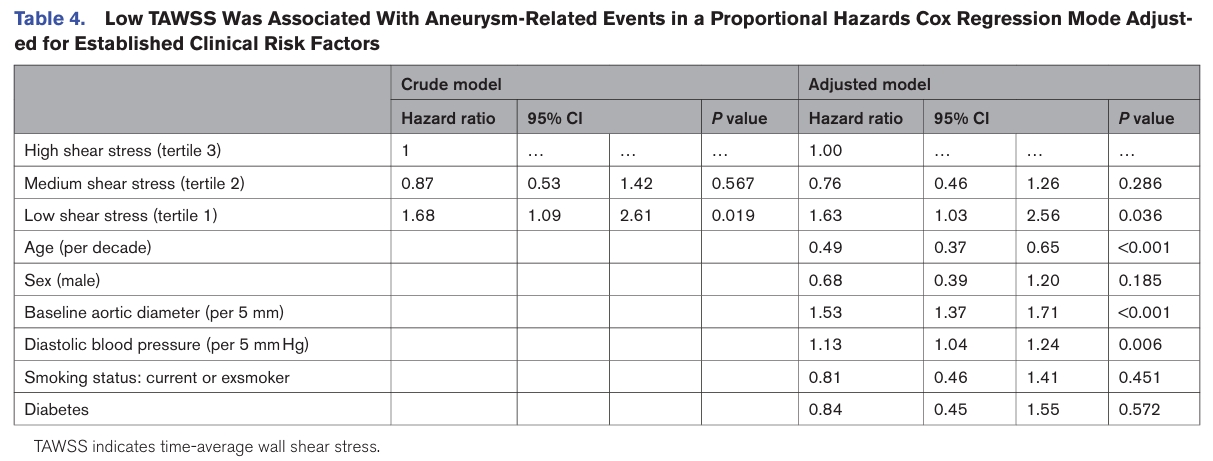 Table 4. Low TAWSS Was Associated With Aneurysm-Related Events in a Proportional Hazards Cox Regression Mode Adjust-
ed for Established Clinical Risk Factors
Crude model Adjusted model
Hazard ratio 95% CI P value Hazard ratio 95% CI P value
High shear stress (tertile 3) 1 … … … 1.00 … … …
Medium shear stress (tertile 2) 0.87 0.53 1.42 0.567 0.76 0.46 1.26 0.286
Low shear stress (tertile 1) 1.68 1.09 2.61 0.019 1.63 1.03 2.56 0.036
Age (per decade) 0.49 0.37 0.65 <0.001
Sex (male) 0.68 0.39 1.20 0.185
Baseline aortic diameter (per 5 mm) 1.53 1.37 1.71 <0.001
Diastolic blood pressure (per 5 mm Hg) 1.13 1.04 1.24 0.006
Smoking status: current or exsmoker 0.81 0.46 1.41 0.451
Diabetes 0.84 0.45 1.55 0.572
TAWSS indicates time-average wall shear stress.